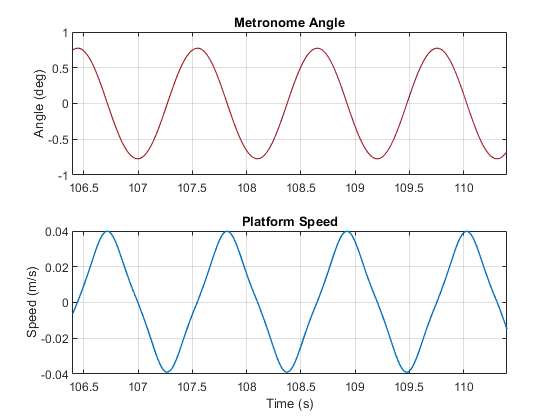 Metronome Angle
1
0.5
0
-0.5
-1
Angle (deg)
106.5 107 107.5 108 108.5 109 109.5 110
Platform Speed
0.04
0.02
0
-0.02
-0.04
Speed (m/s)
106.5 107 107.5 108 108.5 109 109.5 110
Time (s)